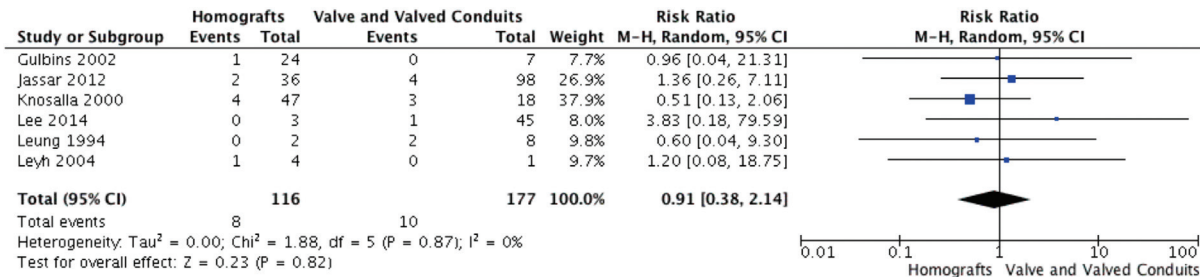 Homografts Valve and Valved Conduits Risk Ratio Risk Ratio
Study or Subgroup Events Total Events Total Weight M-H, Random, 95% CI M-H, Random, 95% CI
Gulbins 2002 1 24 0 7 7.7% 0.96 [0.04, 21.31]
Jassar 2012 2 36 4 98 26.9% 1.36 [0.26, 7.11]
Knosalla 2000 4 47 3 18 37.9% 0.51 [0.13, 2.06]
Lee 2014 0 3 1 45 8.0% 3.83 [0.18, 79.59]
Leung 1994 0 2 2 8 9.8% 0.60 [0.04, 9.30]
Leyh 2004 1 4 0 1 9.7% 1.20 [0.08, 18.75]
Total (95% CI) 116 177 100.0% 0.91 [0.38, 2.14]
Total events 8 10
Heterogeneity: Tau² = 0.00; Chi² = 1.88, df = 5 (P = 0.87); I² = 0%
Test for overall effect: Z = 0.23 (P = 0.82)
0.01 0.1 1 10 100
Homografts Valve and Valved Conduits